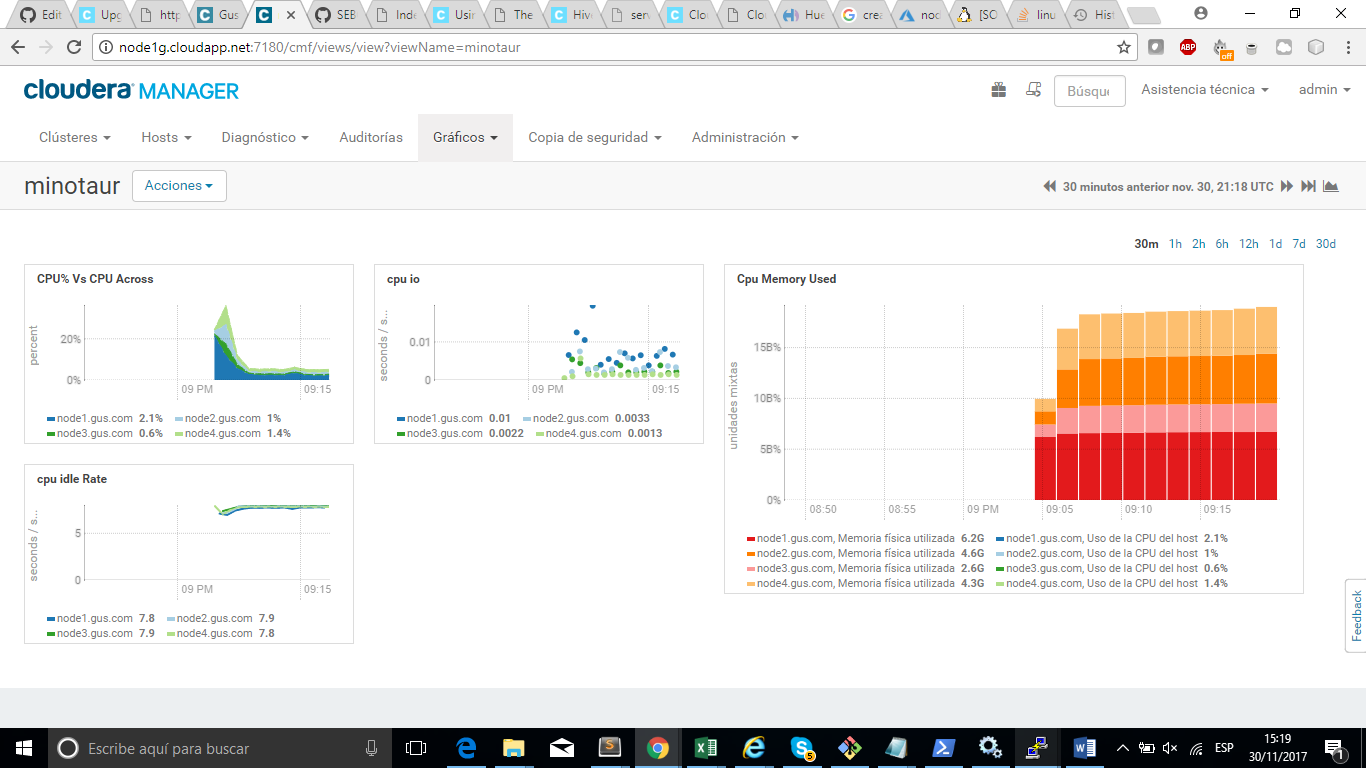 Edit Upg http Gus SEB Inde Usin The Hive serv Cloc Clou Hue crea nod [SO linu Hist
node1g.cloudapp.net:7180/cmf/views/view?viewName=minotaur
ABP
off
cloudera MANAGER
Búsqu Asistencia técnica admin
Clústeres Hosts Diagnóstico Auditorías Gráficos Copia de seguridad Administración
minotaur Acciones 30 minutos anterior nov. 30, 21:18 UTC
30m 1h 2h 6h 12h 1d 7d 30d
CPU% Vs CPU Across
percent
20%
0%
09 PM 09:15
node1.gus.com 2.1% node2.gus.com 1%
node3.gus.com 0.6% node4.gus.com 1.4%
cpu io
seconds / s...
0.01
0
09 PM 09:15
node1.gus.com 0.01 node2.gus.com 0.0033
node3.gus.com 0.0022 node4.gus.com 0.0013
Cpu Memory Used
unidades mixtas
15B%
10B%
5B%
0%
08:50 08:55 09 PM 09:05 09:10 09:15
node1.gus.com, Memoria física utilizada 6.2G node1.gus.com, Uso de la CPU del host 2.1%
node2.gus.com, Memoria física utilizada 4.6G node2.gus.com, Uso de la CPU del host 1%
node3.gus.com, Memoria física utilizada 2.6G node3.gus.com, Uso de la CPU del host 0.6%
node4.gus.com, Memoria física utilizada 4.3G node4.gus.com, Uso de la CPU del host 1.4%
cpu idle Rate
seconds / s...
5
0
09 PM 09:15
node1.gus.com 7.8 node2.gus.com 7.9
node3.gus.com 7.9 node4.gus.com 7.8
Feedback
Escribe aquí para buscar
5
ESP
15:19
30/11/2017
1